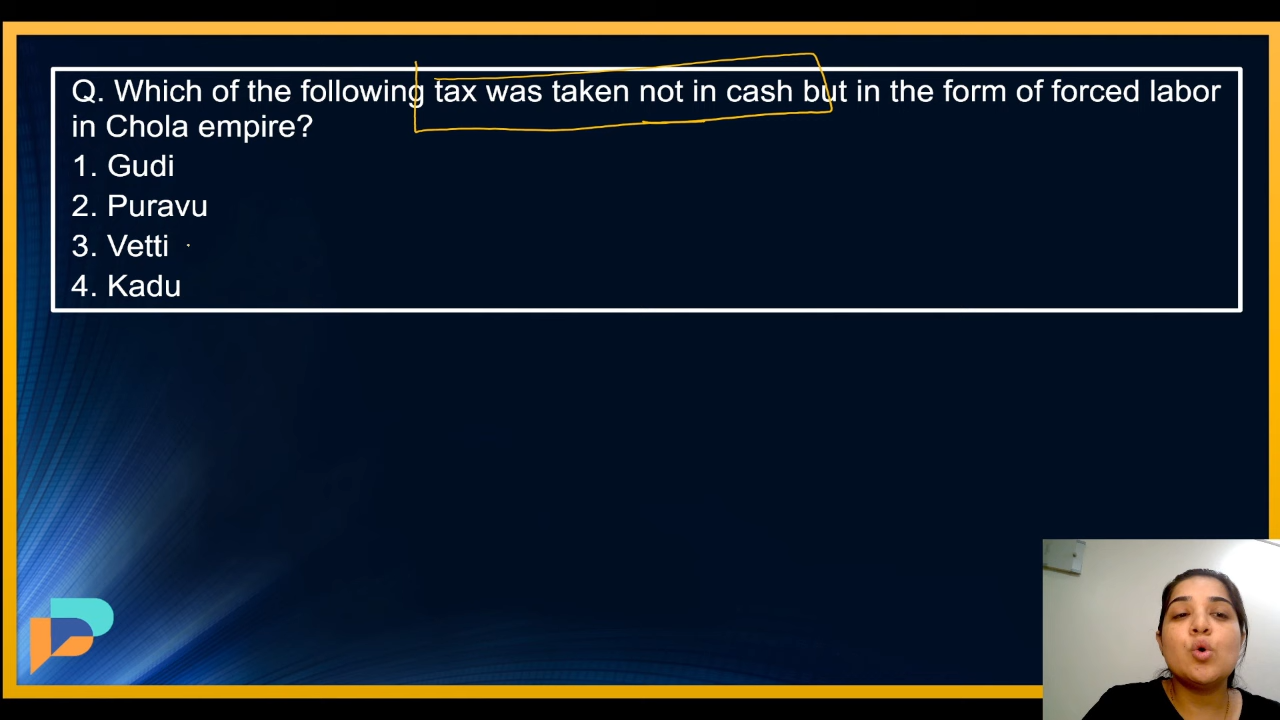 Q. Which of the following tax was taken not in cash but in the form of forced labor
in Chola empire?
1. Gudi
2. Puravu
3. Vetti
4. Kadu